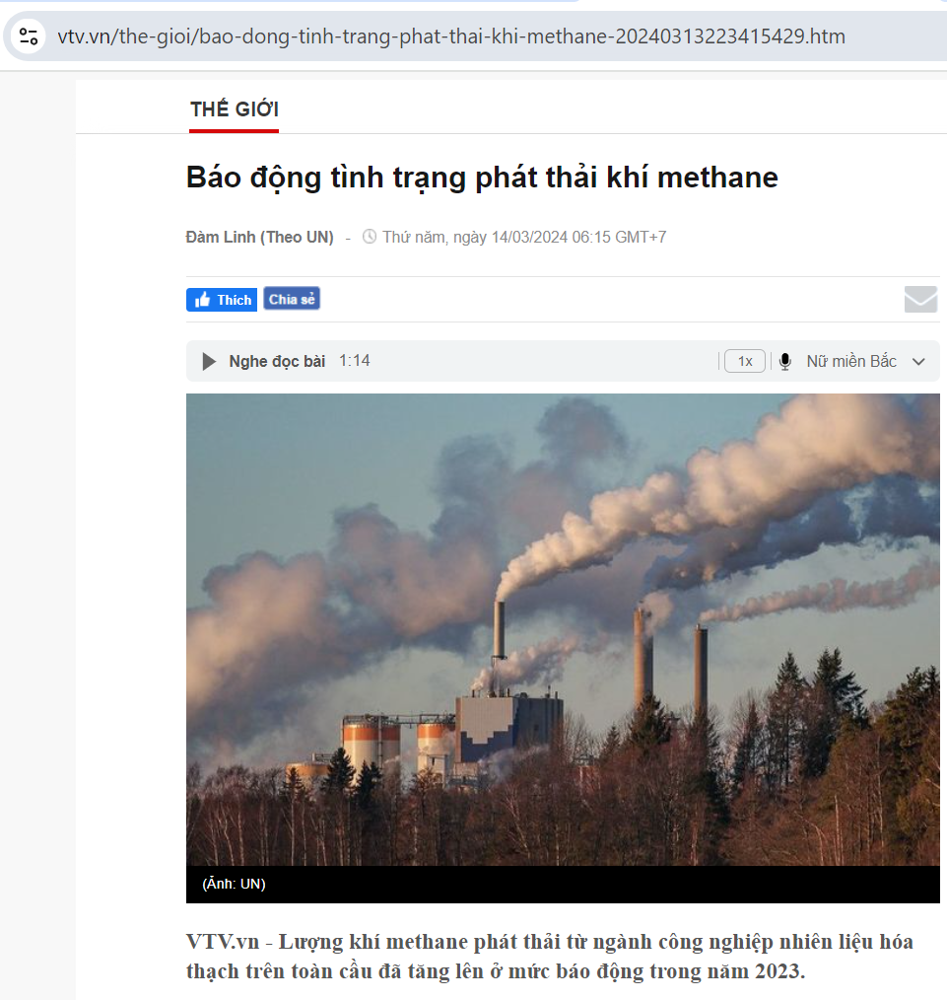 vtv.vn/the-gioi/bao-dong-tinh-trang-phat-thai-khi-methane-20240313223415429.htm
THẾ GIỚI
Báo động tình trạng phát thải khí methane
Đàm Linh (Theo UN) - Thứ năm, ngày 14/03/2024 06:15 GMT+7
Thích Chia sẻ
Nghe đọc bài 1:14 1x Nữ miền Bắc
(Ảnh: UN)
VTV.vn - Lượng khí methane phát thải từ ngành công nghiệp nhiên liệu hóa
thạch trên toàn cầu đã tăng lên ở mức báo động trong năm 2023.